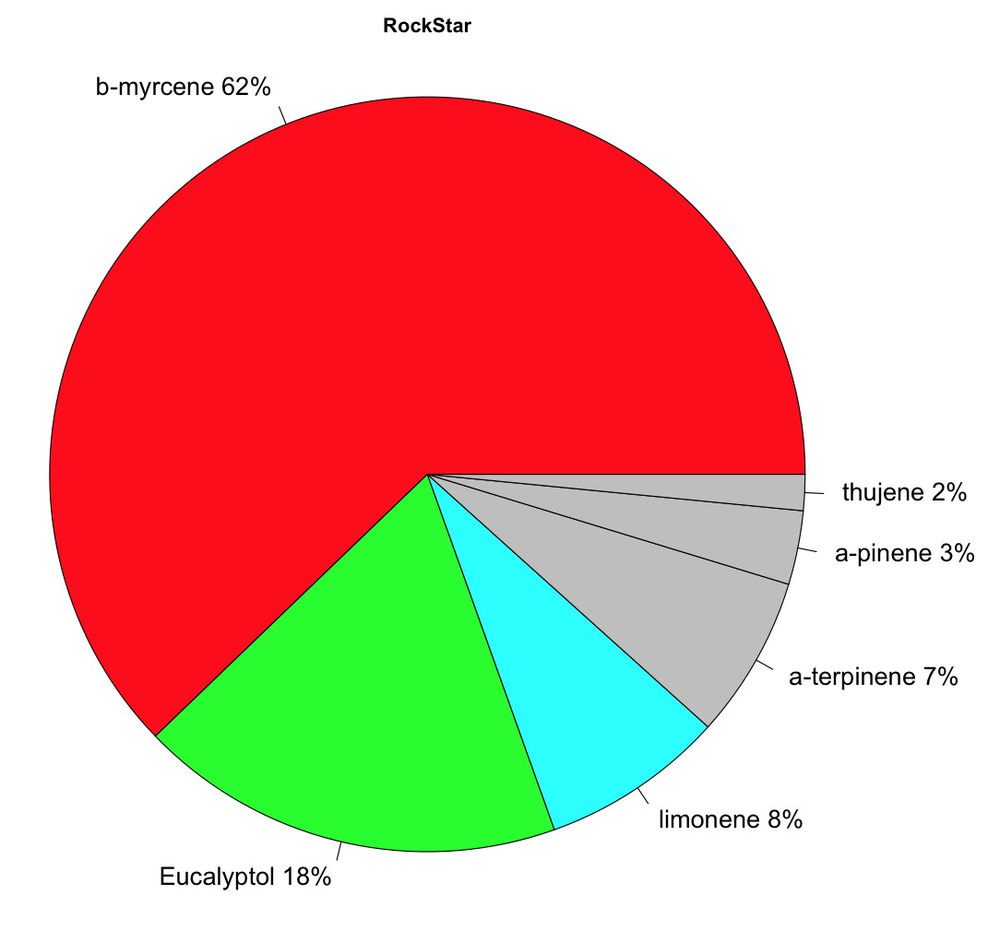 RockStar
b-myrcene 62%
thujene 2%
a-pinene 3%
a-terpinene 7%
limonene 8%
Eucalyptol 18%